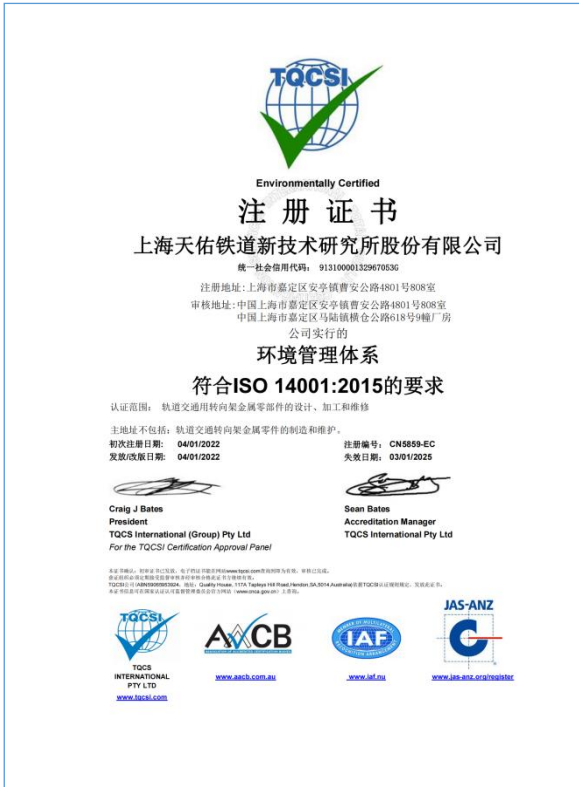 TQCSI
Environmentally Certified
注册证书
上海天佑铁道新技术研究所股份有限公司
统一社会信用代码: 91310000132967053G
注册地址:上海市嘉定区安亭镇曹安公路4801号808室
审核地址:中国上海市嘉定区安亭镇曹安公路4801号808室
中国上海市嘉定区马陆镇横仓公路618号9幢厂房
公司实行的
环境管理体系
符合ISO 14001:2015的要求
认证范围: 轨道交通用转向架金属零部件的设计、加工和维修
主地址不包括: 轨道交通转向架金属零件的制造和维护。
初次注册日期: 04/01/2022
注册编号: CN5859-EC
发放/改版日期: 04/01/2022
失效日期: 03/01/2025
Craig J Bates
President
TQCS International (Group) Pty Ltd
For the TQCSI Certification Approval Panel
Sean Bates
Accreditation Manager
TQCS International Pty Ltd
TQCSI
TQCS
INTERNATIONAL
PTY LTD
www.tqcsi.com
AACB
www.aacb.com.au
IAF
www.iaf.nu
JAS-ANZ
www.jas-anz.org/register